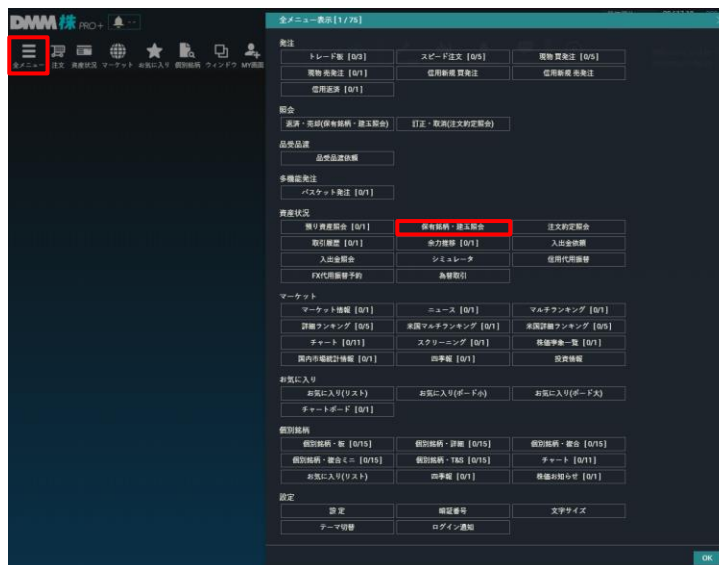 DMM株 PRO+
全メニュー 注文 資産状況 マーケット お気に入り 個別銘柄 ウィンドウ MY画面
全メニュー表示 [1 / 75]
発注
トレード板 [0/3] スピード注文 [0/5] 現物 買発注 [0/5]
現物 売発注 [0/1] 信用新規 買発注 信用新規 売発注
信用返済 [0/1]
照会
返済・売却(保有銘柄・建玉照会) 訂正・取消(注文約定照会)
品受品渡
品受品渡依頼
多機能発注
バスケット発注 [0/1]
資産状況
預り資産照会 [0/1] 保有銘柄・建玉照会 注文約定照会
取引履歴 [0/1] 余力推移 [0/1] 入出金依頼
入出金照会 シミュレータ 信用代用振替
FX代用振替予約 為替取引
マーケット
マーケット情報 [0/1] ニュース [0/1] マルチランキング [0/1]
詳細ランキング [0/5] 米国マルチランキング [0/1] 米国詳細ランキング [0/5]
チャート [0/11] スクリーニング [0/1] 株価準備一覧 [0/1]
国内市場統計情報 [0/1] 四季報 [0/1] 投資情報
お気に入り
お気に入り(リスト) お気に入り(ボード小) お気に入り(ボード大)
チャートボード [0/1]
個別銘柄
個別銘柄・板 [0/15] 個別銘柄・詳細 [0/15] 個別銘柄・複合 [0/15]
個別銘柄・複合ミニ [0/15] 個別銘柄・T&S [0/15] チャート [0/11]
お気に入り(リスト) 四季報 [0/1] 株価お知らせ [0/1]
設定
設定 暗証番号 文字サイズ
テーマ切替 ログイン通知
OK